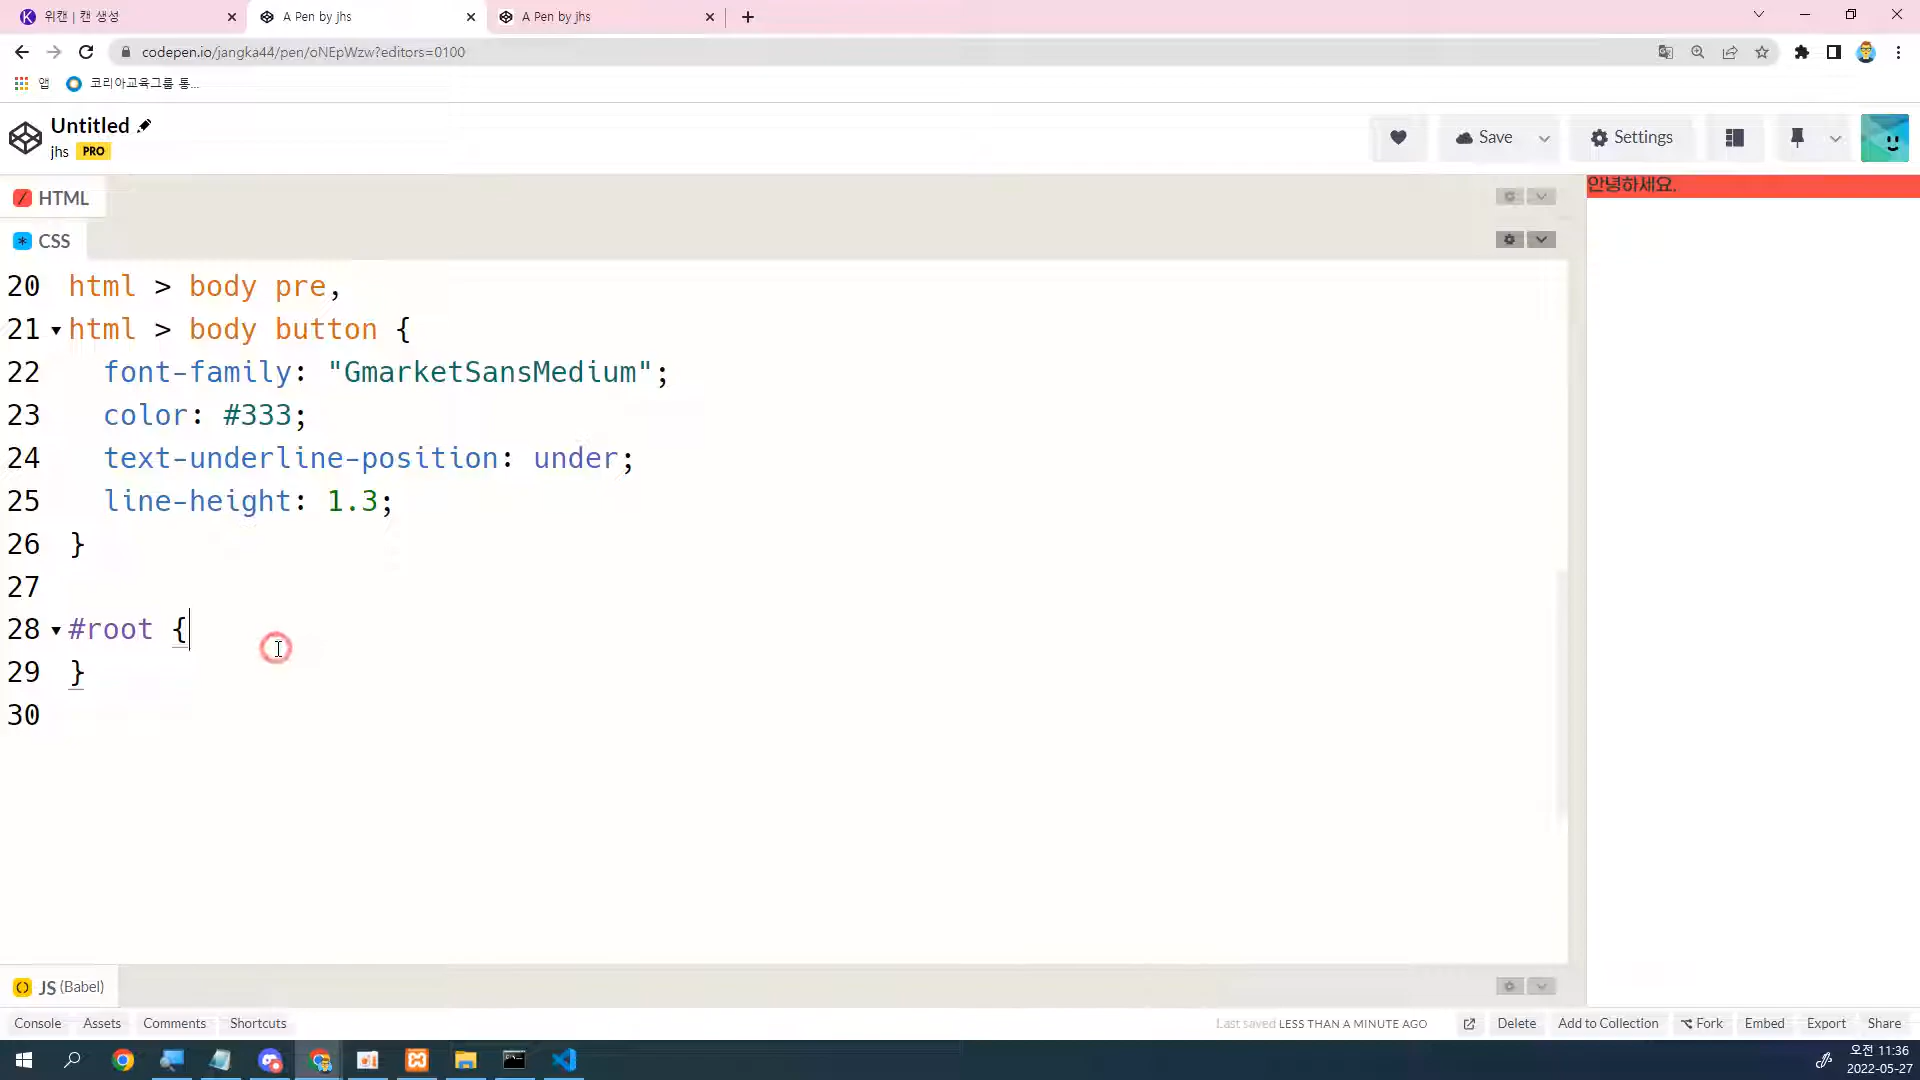 위캔 | 캔 생성
A Pen by jhs
A Pen by jhs
codepen.io/jangka44/pen/oNEpWzw?editors=0100
앱
코리아교육그룹 통...
Untitled
jhs PRO
Save
Settings
HTML
안녕하세요.
CSS
20 html > body pre,
21 html > body button {
22 font-family: "GmarketSansMedium";
23 color: #333;
24 text-underline-position: under;
25 line-height: 1.3;
26 }
27
28 #root {
29 }
30
JS (Babel)
Console Assets Comments Shortcuts Last saved LESS THAN A MINUTE AGO Delete Add to Collection Fork Embed Export Share
오전 11:36
2022-05-27